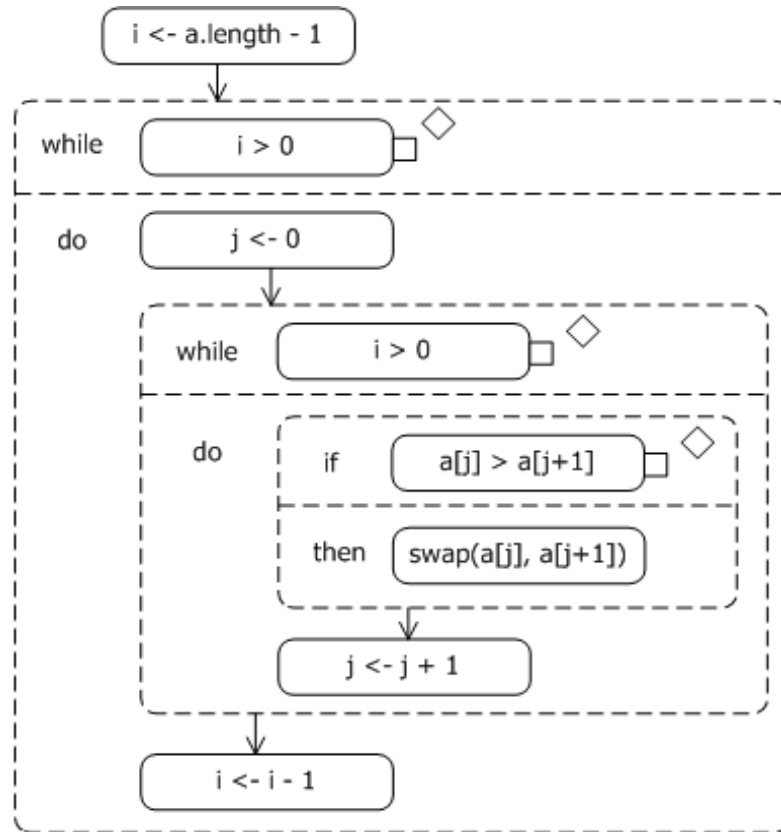 i <- a.length - 1
while i > 0
do j <- 0
while i > 0
do if a[j] > a[j+1]
then swap(a[j], a[j+1])
j <- j + 1
i <- i - 1